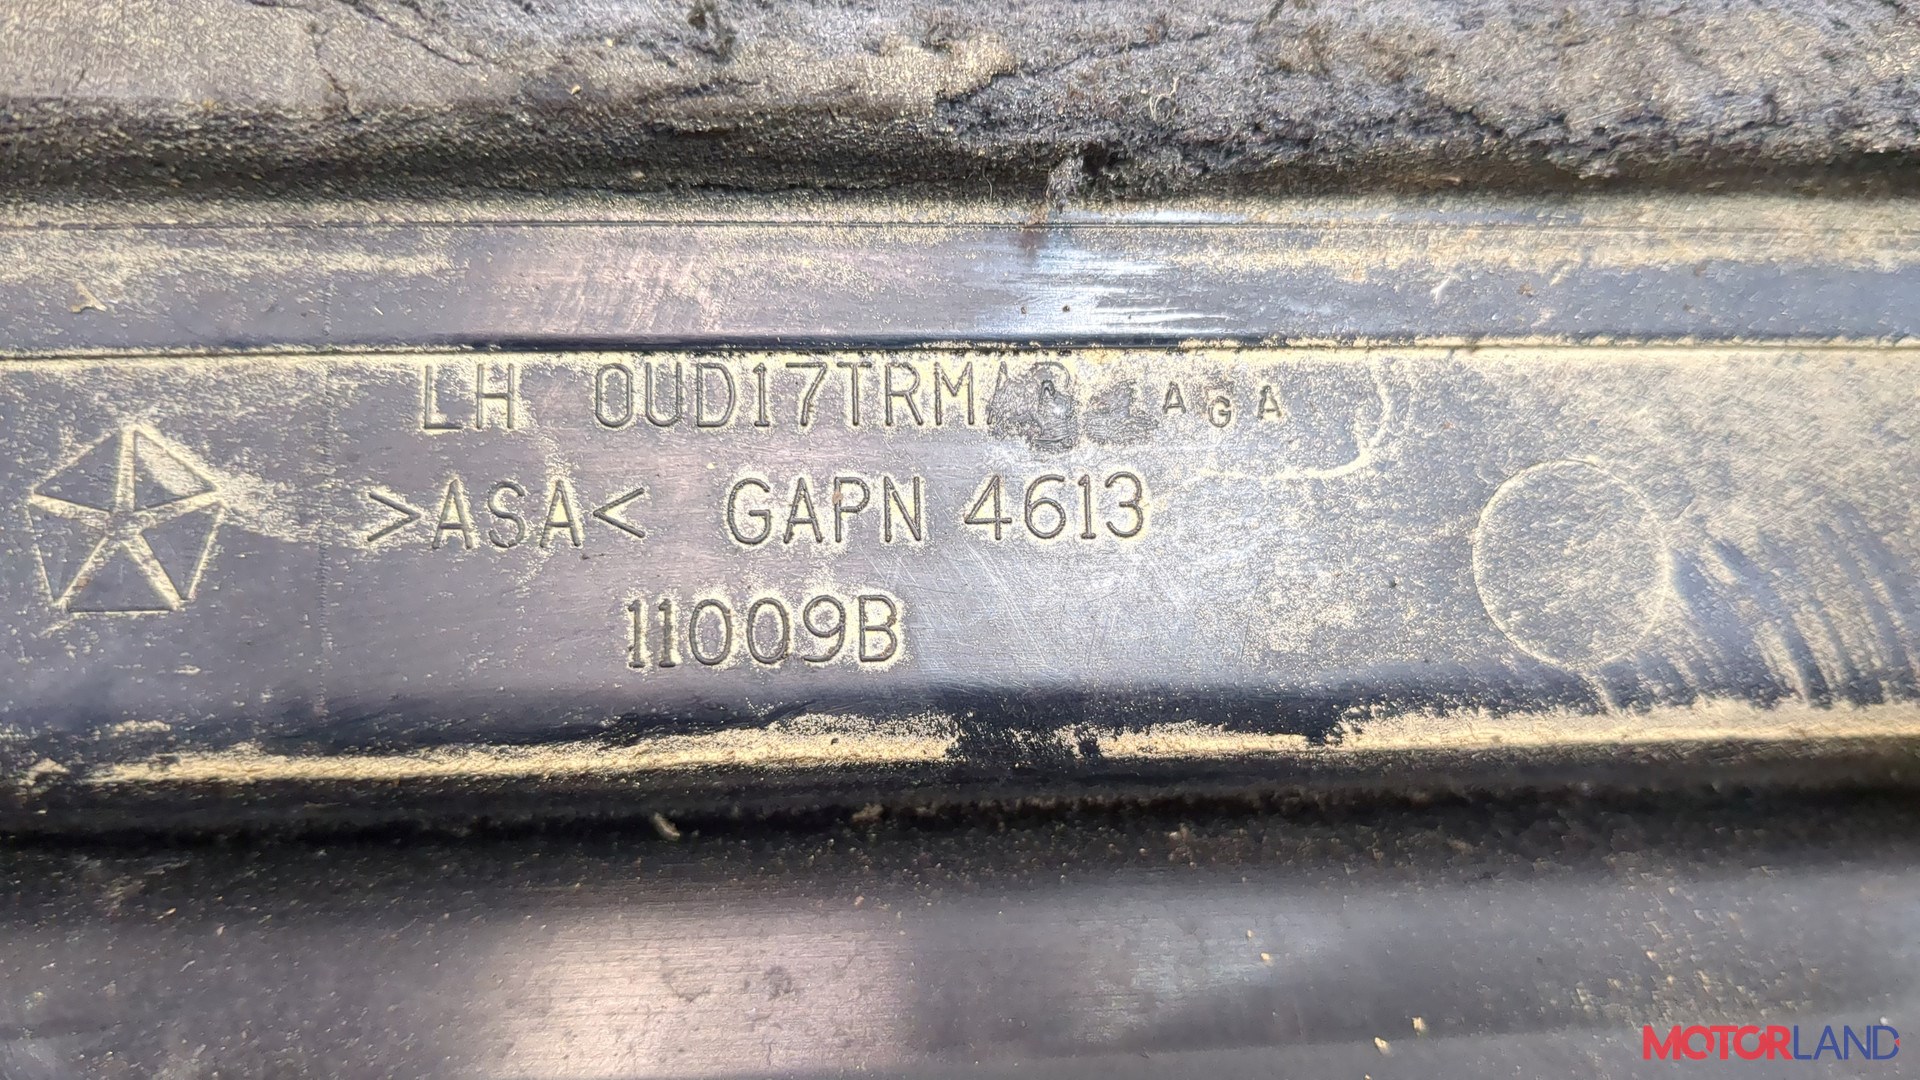 LH 0UD17TRM AGA
>ASA< GAPN 4613
11009B
MOTORLAND